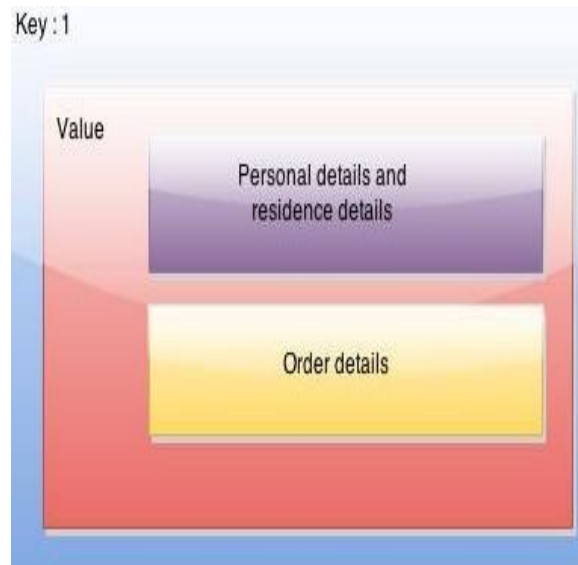 Key : 1
Value
Personal details and
residence details
Order details